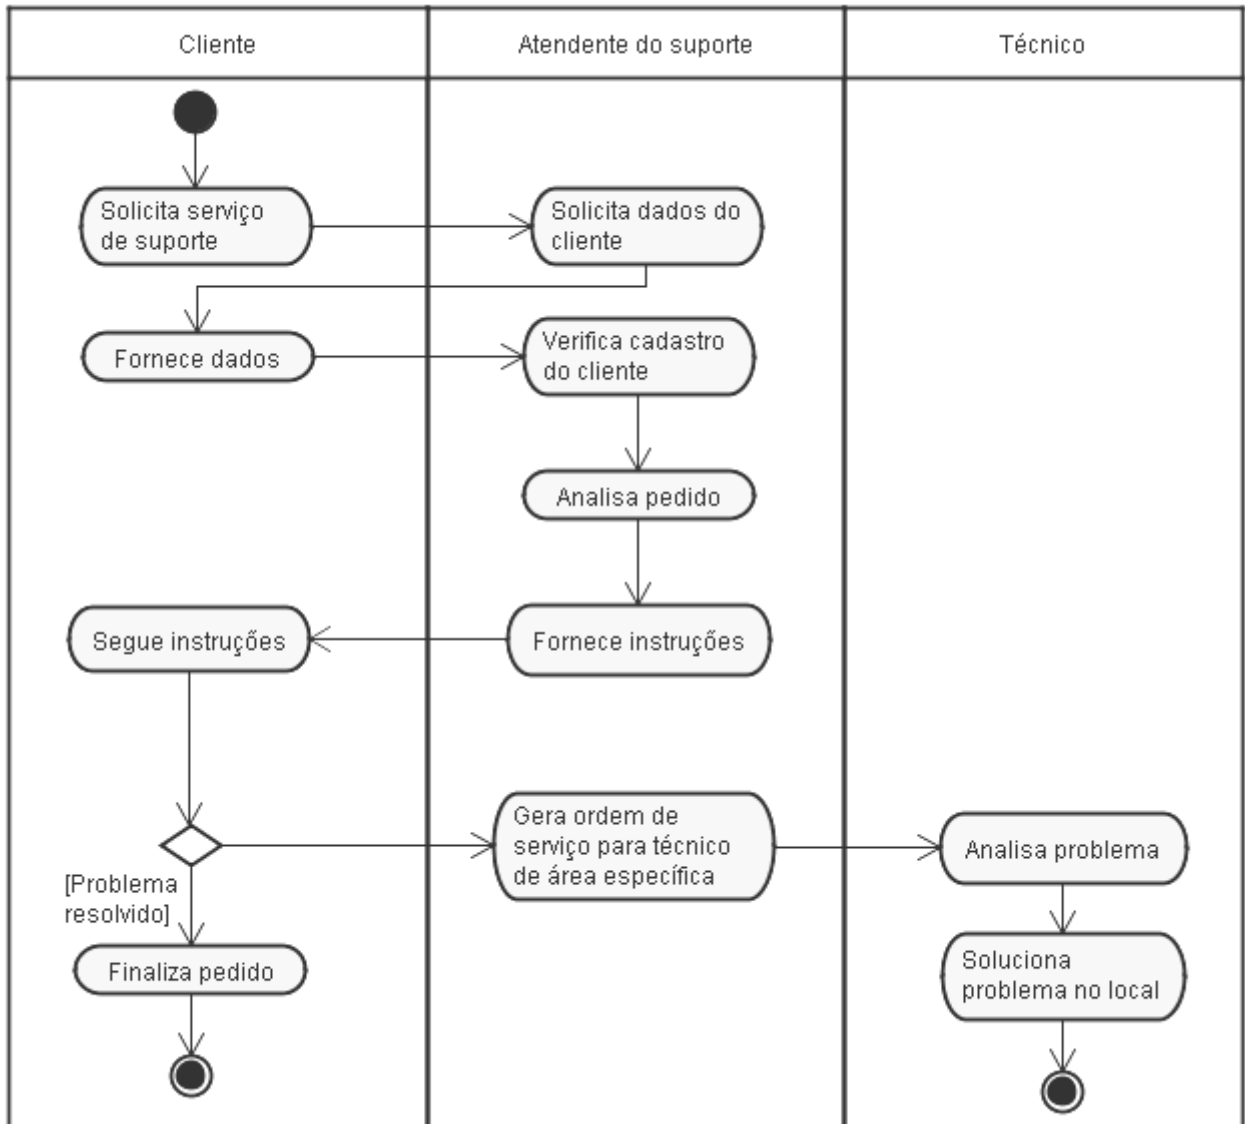 Cliente
Atendente do suporte
Técnico
Solicita serviço
de suporte
Solicita dados do
cliente
Fornece dados
Verifica cadastro
do cliente
Analisa pedido
Segue instruções
Fornece instruções
Gera ordem de
serviço para técnico
de área específica
Analisa problema
[Problema
resolvido]
Finaliza pedido
Soluciona
problema no local